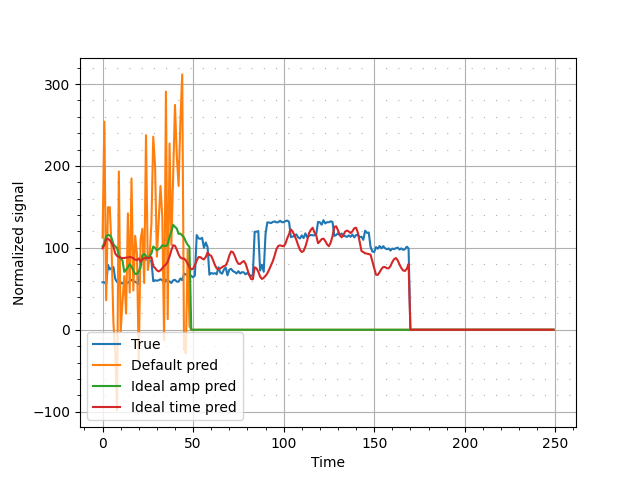 Normalized signal
300
200
100
0
−100
True
Default pred
Ideal amp pred
Ideal time pred
0
50
100
150
200
250
Time